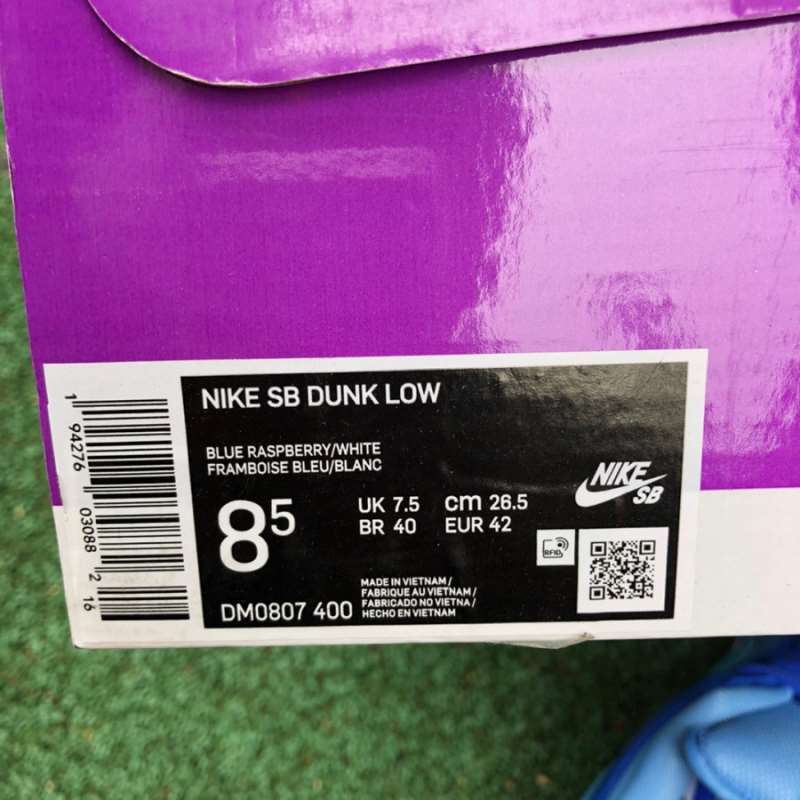 NIKE SB DUNK LOW
BLUE RASPBERRY/WHITE
FRAMBOISE BLEU/BLANC
8 5
UK 7.5 cm 26.5
BR 40 EUR 42
NIKE
SB
RFID
DM0807 400
MADE IN VIETNAM /
FABRIQUE AU VIETNAM /
FABRICADO NO VIETNA /
HECHO EN VIETNAM
1 94276 03088 2 16